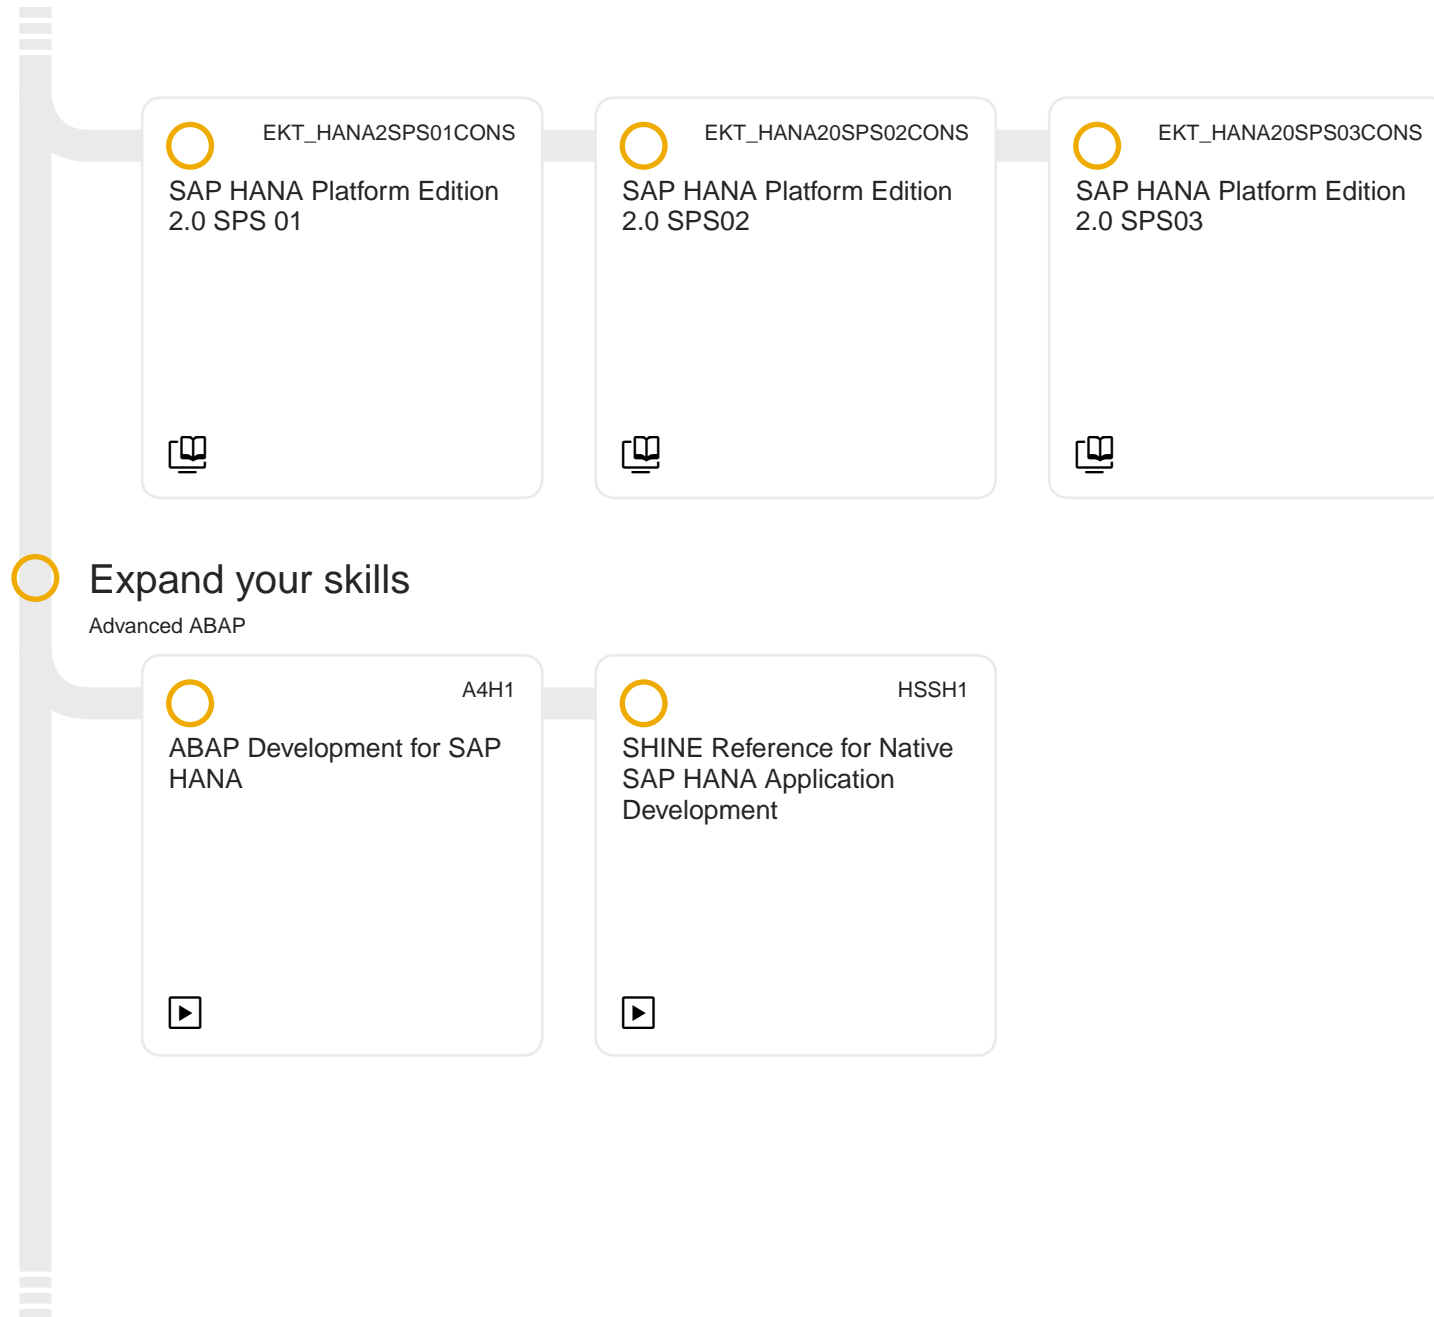 EKT_HANA2SPS01CONS
SAP HANA Platform Edition
2.0 SPS 01
EKT_HANA20SPS02CONS
SAP HANA Platform Edition
2.0 SPS02
EKT_HANA20SPS03CONS
SAP HANA Platform Edition
2.0 SPS03
Expand your skills
Advanced ABAP
A4H1
ABAP Development for SAP
HANA
HSSH1
SHINE Reference for Native
SAP HANA Application
Development